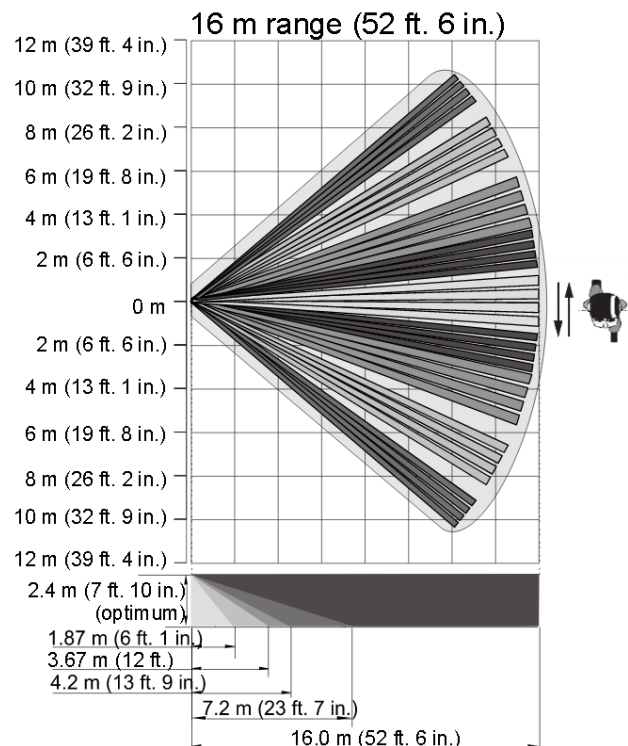 16 m range (52 ft. 6 in.)
12 m (39 ft. 4 in.)
10 m (32 ft. 9 in.)
8 m (26 ft. 2 in.)
6 m (19 ft. 8 in.)
4 m (13 ft. 1 in.)
2 m (6 ft. 6 in.)
0 m
2 m (6 ft. 6 in.)
4 m (13 ft. 1 in.)
6 m (19 ft. 8 in.)
8 m (26 ft. 2 in.)
10 m (32 ft. 9 in.)
12 m (39 ft. 4 in.)
2.4 m (7 ft. 10 in.)
(optimum)
1.87 m (6 ft. 1 in.)
3.67 m (12 ft.)
4.2 m (13 ft. 9 in.)
7.2 m (23 ft. 7 in.)
16.0 m (52 ft. 6 in.)